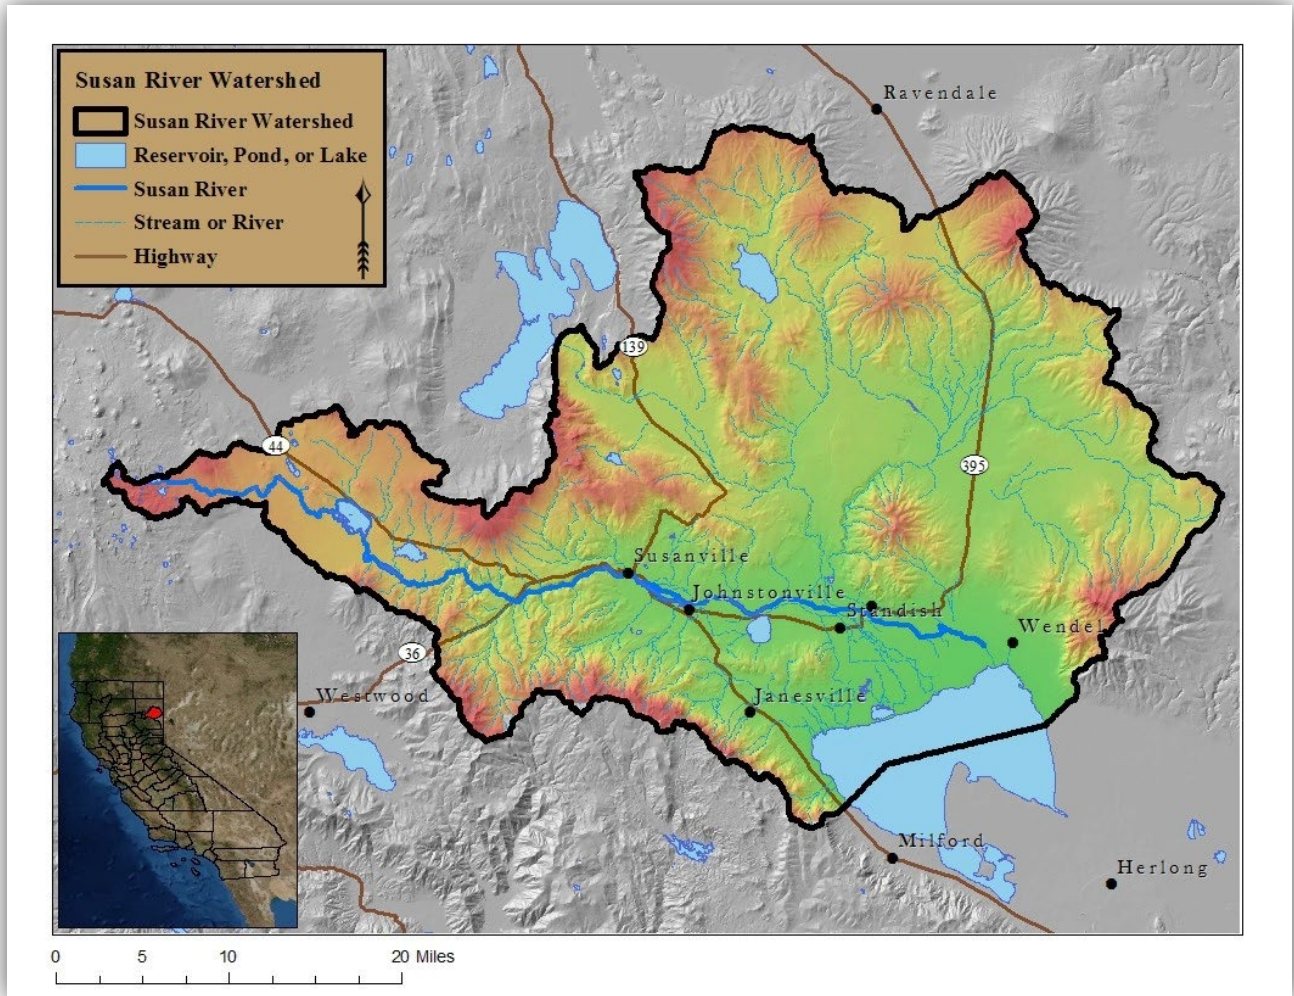 Susan River Watershed
Susan River Watershed
Reservoir, Pond, or Lake
Susan River
Stream or River
Highway
Ravendale
139
44
395
Susanville
Johnstonville
Standish
Wendel
36
Westwood
Janesville
Milford
Herlong
0 5 10 20 Miles